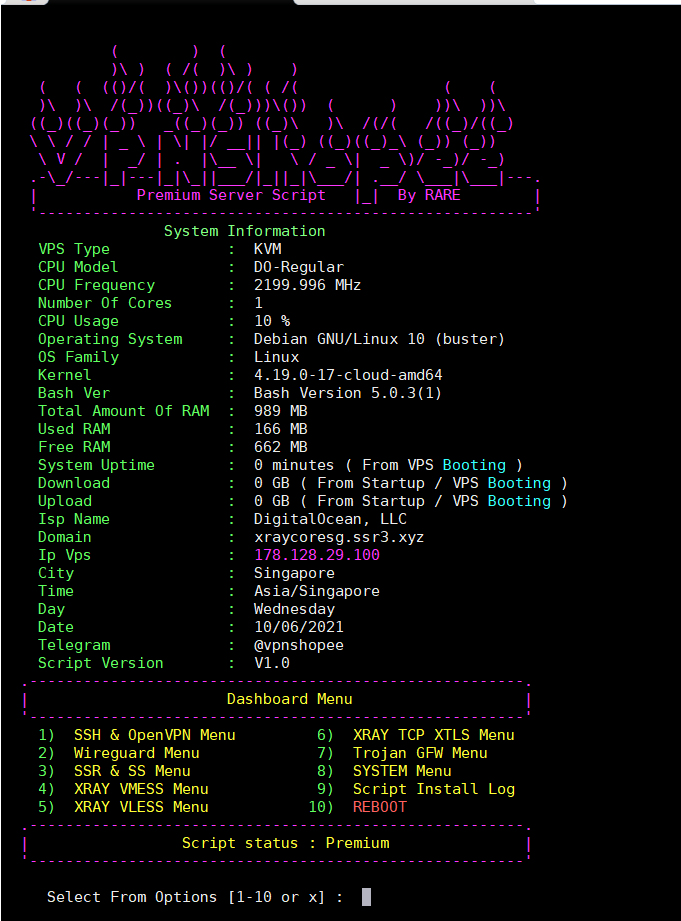 Premium Server Script By RARE
System Information
VPS Type : KVM
CPU Model : DO-Regular
CPU Frequency : 2199.996 MHz
Number Of Cores : 1
CPU Usage : 10 %
Operating System : Debian GNU/Linux 10 (buster)
OS Family : Linux
Kernel : 4.19.0-17-cloud-amd64
Bash Ver : Bash Version 5.0.3(1)
Total Amount Of RAM : 989 MB
Used RAM : 166 MB
Free RAM : 662 MB
System Uptime : 0 minutes ( From VPS Booting )
Download : 0 GB ( From Startup / VPS Booting )
Upload : 0 GB ( From Startup / VPS Booting )
Isp Name : DigitalOcean, LLC
Domain : xraycoresg.ssr3.xyz
Ip Vps : 178.128.29.100
City : Singapore
Time : Asia/Singapore
Day : Wednesday
Date : 10/06/2021
Telegram : @vpnshopee
Script Version : V1.0
Dashboard Menu
1) SSH & OpenVPN Menu 6) XRAY TCP XTLS Menu
2) Wireguard Menu 7) Trojan GFW Menu
3) SSR & SS Menu 8) SYSTEM Menu
4) XRAY VMESS Menu 9) Script Install Log
5) XRAY VLESS Menu 10) REBOOT
Script status : Premium
Select From Options [1-10 or x] :